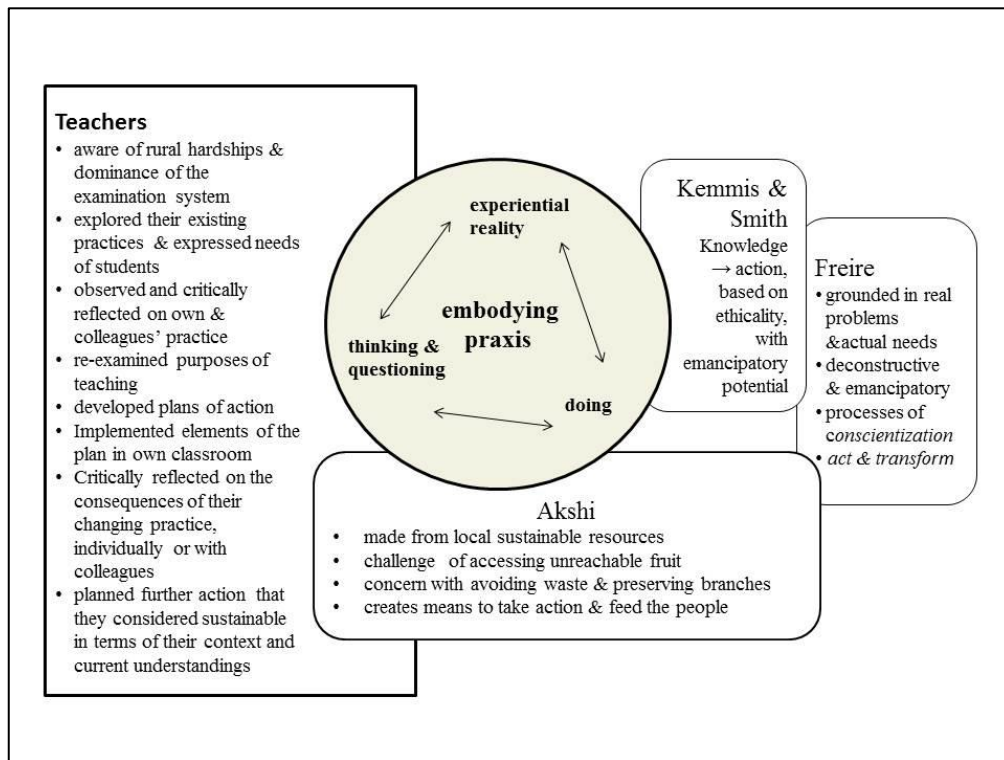 Teachers
• aware of rural hardships &
dominance of the
examination system
• explored their existing
practices & expressed needs
of students
• observed and critically
reflected on own &
colleagues' practice
• re-examined purposes of
teaching
• developed plans of action
• Implemented elements of the
plan in own classroom
• Critically reflected on the
consequences of their
changing practice,
individually or with
colleagues
• planned further action that
they considered sustainable
in terms of their context and
current understandings
experiential
reality
embodying
praxis
thinking &
questioning
doing
Kemmis &
Smith
Knowledge
→ action,
based on
ethicality,
with
emancipatory
potential
Freire
• grounded in real
problems
&actual needs
• deconstructive
& emancipatory
• processes of
conscientization
• act & transform
Akshi
• made from local sustainable resources
• challenge of accessing unreachable fruit
• concern with avoiding waste & preserving branches
• creates means to take action & feed the people